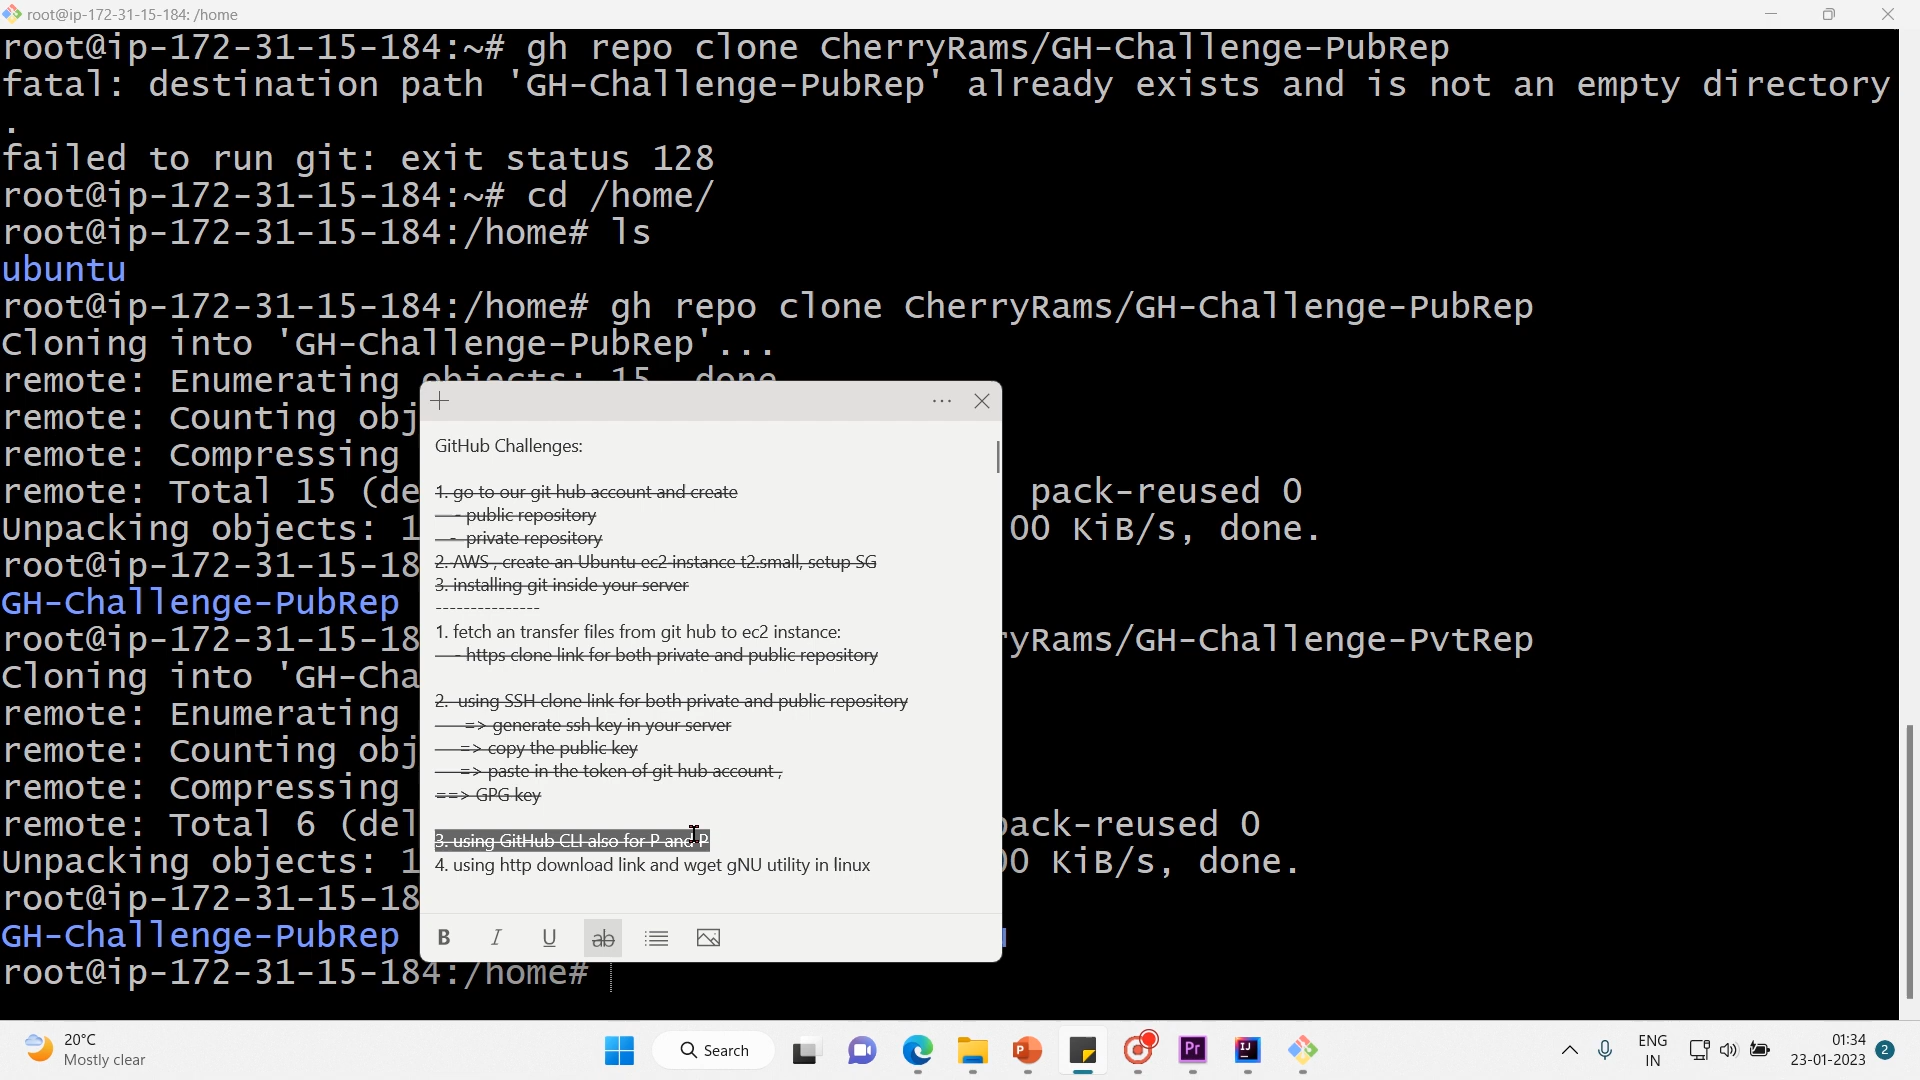 root@ip-172-31-15-184: /home
root@ip-172-31-15-184:~# gh repo clone CherryRams/GH-Challenge-PubRep
fatal: destination path 'GH-Challenge-PubRep' already exists and is not an empty directory
.
failed to run git: exit status 128
root@ip-172-31-15-184:~# cd /home/
root@ip-172-31-15-184:/home# ls
ubuntu
root@ip-172-31-15-184:/home# gh repo clone CherryRams/GH-Challenge-PubRep
Cloning into 'GH-Challenge-PubRep'...
remote: Enumerating objects: 15, done
remote: Counting obj
remote: Compressing
remote: Total 15 (de pack-reused 0
Unpacking objects: 1 00 KiB/s, done.
root@ip-172-31-15-18
GH-Challenge-PubRep
root@ip-172-31-15-18 ryRams/GH-Challenge-PvtRep
Cloning into 'GH-Cha
remote: Enumerating
remote: Counting obj
remote: Compressing
remote: Total 6 (del pack-reused 0
Unpacking objects: 1 00 KiB/s, done.
root@ip-172-31-15-18
GH-Challenge-PubRep
root@ip-172-31-15-184:/home#
GitHub Challenges:
1. go to our git hub account and create
- public repository
- private repository
2. AWS , create an Ubuntu ec2 instance t2.small, setup SG
3. installing git inside your server
---------------
1. fetch an transfer files from git hub to ec2 instance:
- https clone link for both private and public repository
2. using SSH clone link for both private and public repository
=> generate ssh key in your server
=> copy the public key
=> paste in the token of git hub account ,
==> GPG key
3. using GitHub CLI also for P and P
4. using http download link and wget gNU utility in linux
B I U ab
20°C
Mostly clear
Search
P
Pr
IJ
ENG
IN
01:34
23-01-2023
2